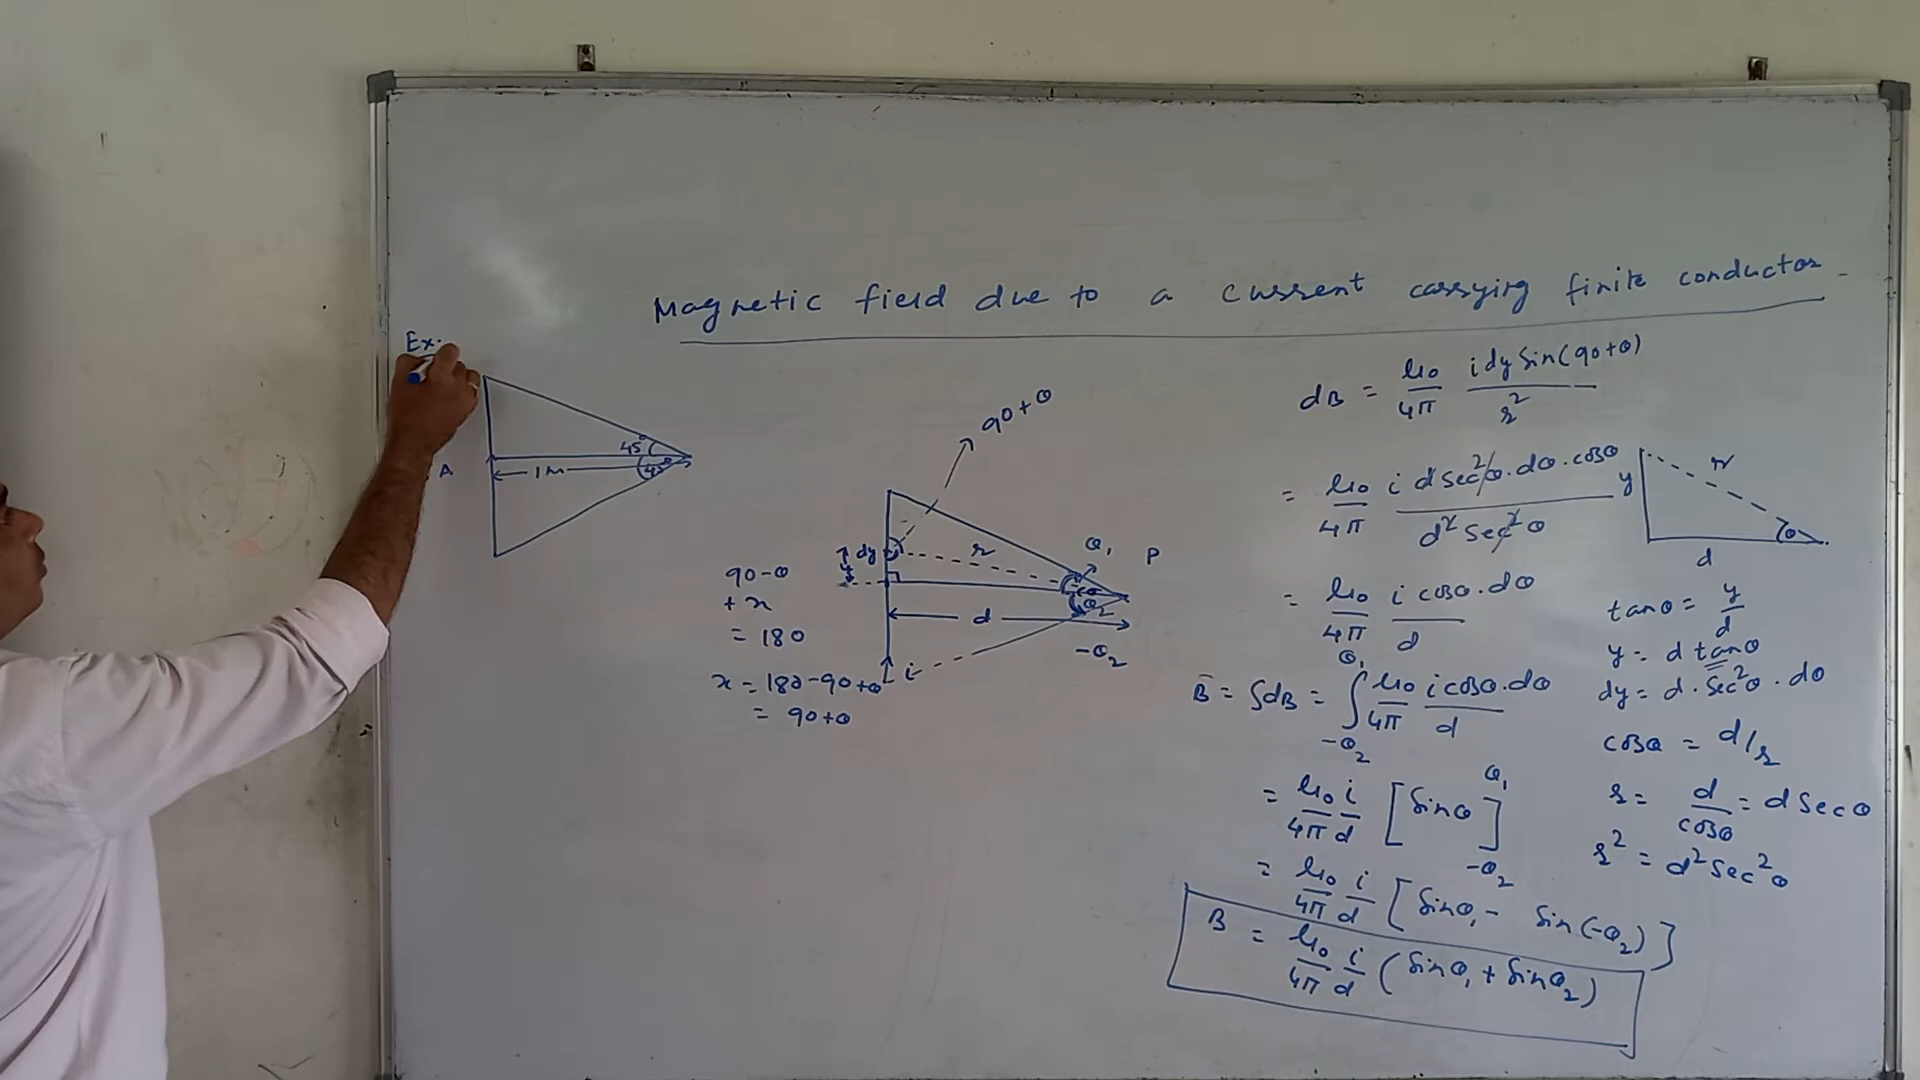 Magnetic field due to a current carrying finite conductor
Ex.
45°
45°
1m
A
90+θ
dy
y
r
θ₁
P
θ
θ₂
d
-θ₂
i
90-θ
+ x
= 180
x = 180-90+θ
= 90+θ
dB = μ₀/4π i dy sin(90+θ)/r²
= μ₀/4π i d sec²θ.dθ.cosθ/d² sec²θ
= μ₀/4π i cosθ.dθ/d
B = ∫dB = ∫_{-θ₂}^{θ₁} μ₀/4π i cosθ.dθ/d
= μ₀/4π i/d [sinθ]_{-θ₂}^{θ₁}
= μ₀/4π i/d [sinθ₁ - sin(-θ₂)]
B = μ₀/4π i/d (sinθ₁ + sinθ₂)
y
r
θ
d
tanθ = y/d
y = d tanθ
dy = d.sec²θ.dθ
cosθ = d/r
r = d/cosθ = d secθ
r² = d² sec²θ